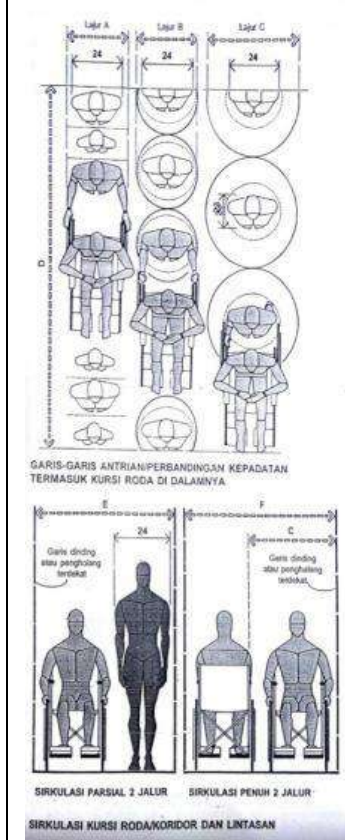 Lajur A Lajur B Lajur C
24 24 24
D
GARIS-GARIS ANTRIAN/PERBANDINGAN KEPADATAN
TERMASUK KURSI RODA DI DALAMNYA
E F
24 C
Garis dinding
atau penghalang
terdekat
Garis dinding
atau penghalang
terdekat
SIRKULASI PARSIAL 2 JALUR SIRKULASI PENUH 2 JALUR
SIRKULASI KURSI RODA/KORIDOR DAN LINTASAN